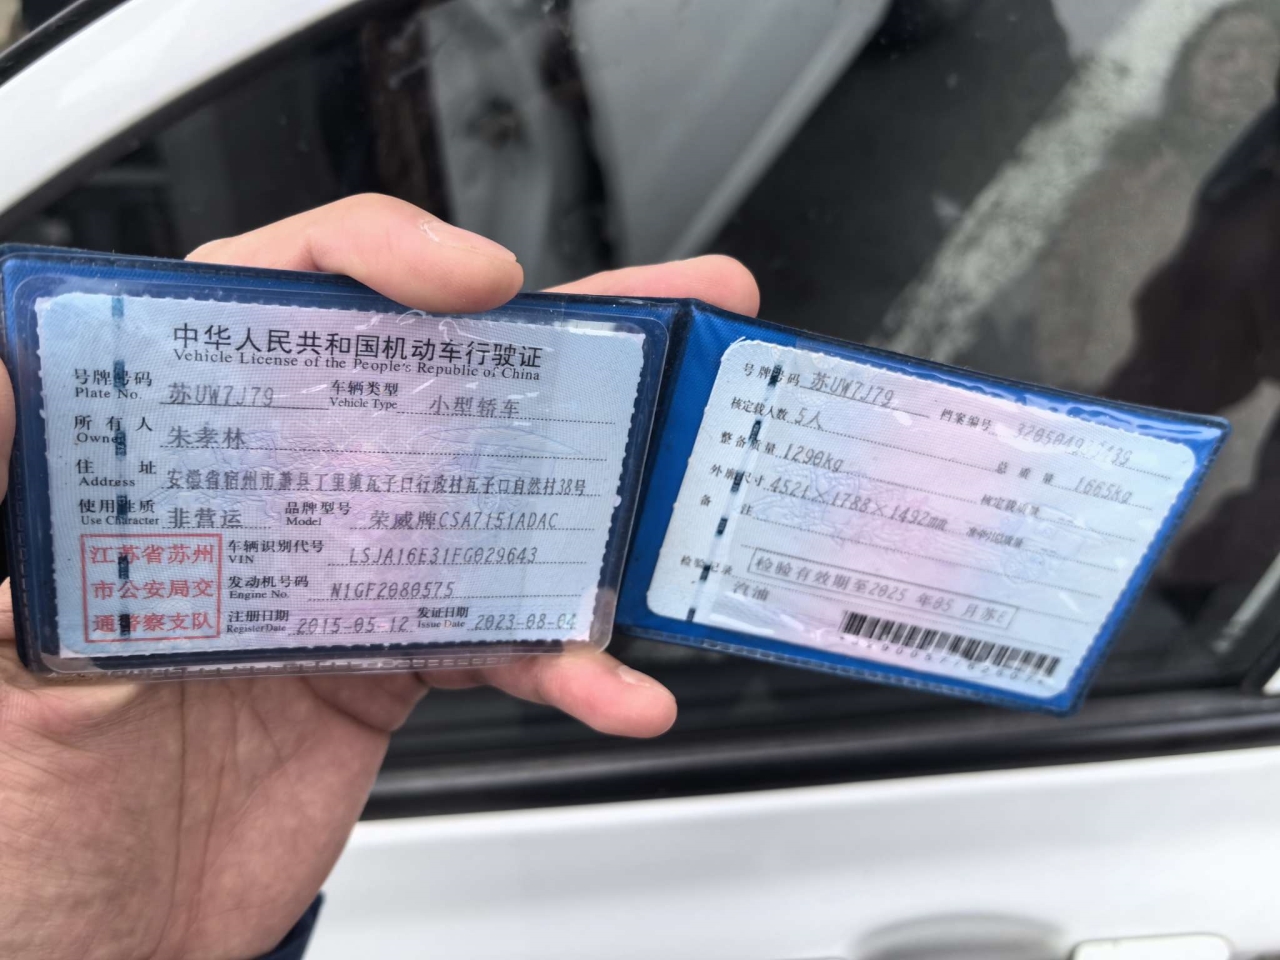 中华人民共和国机动车行驶证
Vehicle License of the People's Republic of China
号牌号码 苏UW7J79 车辆类型 小型轿车
Plate No. Vehicle Type
所有人 朱孝林
Owner
住址 安徽省宿州市萧县丁里镇瓦子口行政村瓦子口自然村38号
Address
使用性质 非营运 品牌型号 荣威牌CSA7151ADAC
Use Character Model
江苏省苏州
市公安局交
通警察支队
车辆识别代号 LSJA16E31FG029643
VIN
发动机号码 N1GF2080575
Engine No.
注册日期 2015-05-12 发证日期 2023-08-04
Register Date Issue Date
号牌号码 苏UW7J79 档案编号
核定载人数 5人 总质量 1665kg
整备质量 1290kg 核定载质量
外廓尺寸 4521×1788×1492mm 准牵引总质量
备注
检验记录 检验有效期至2025年05月苏E
汽油